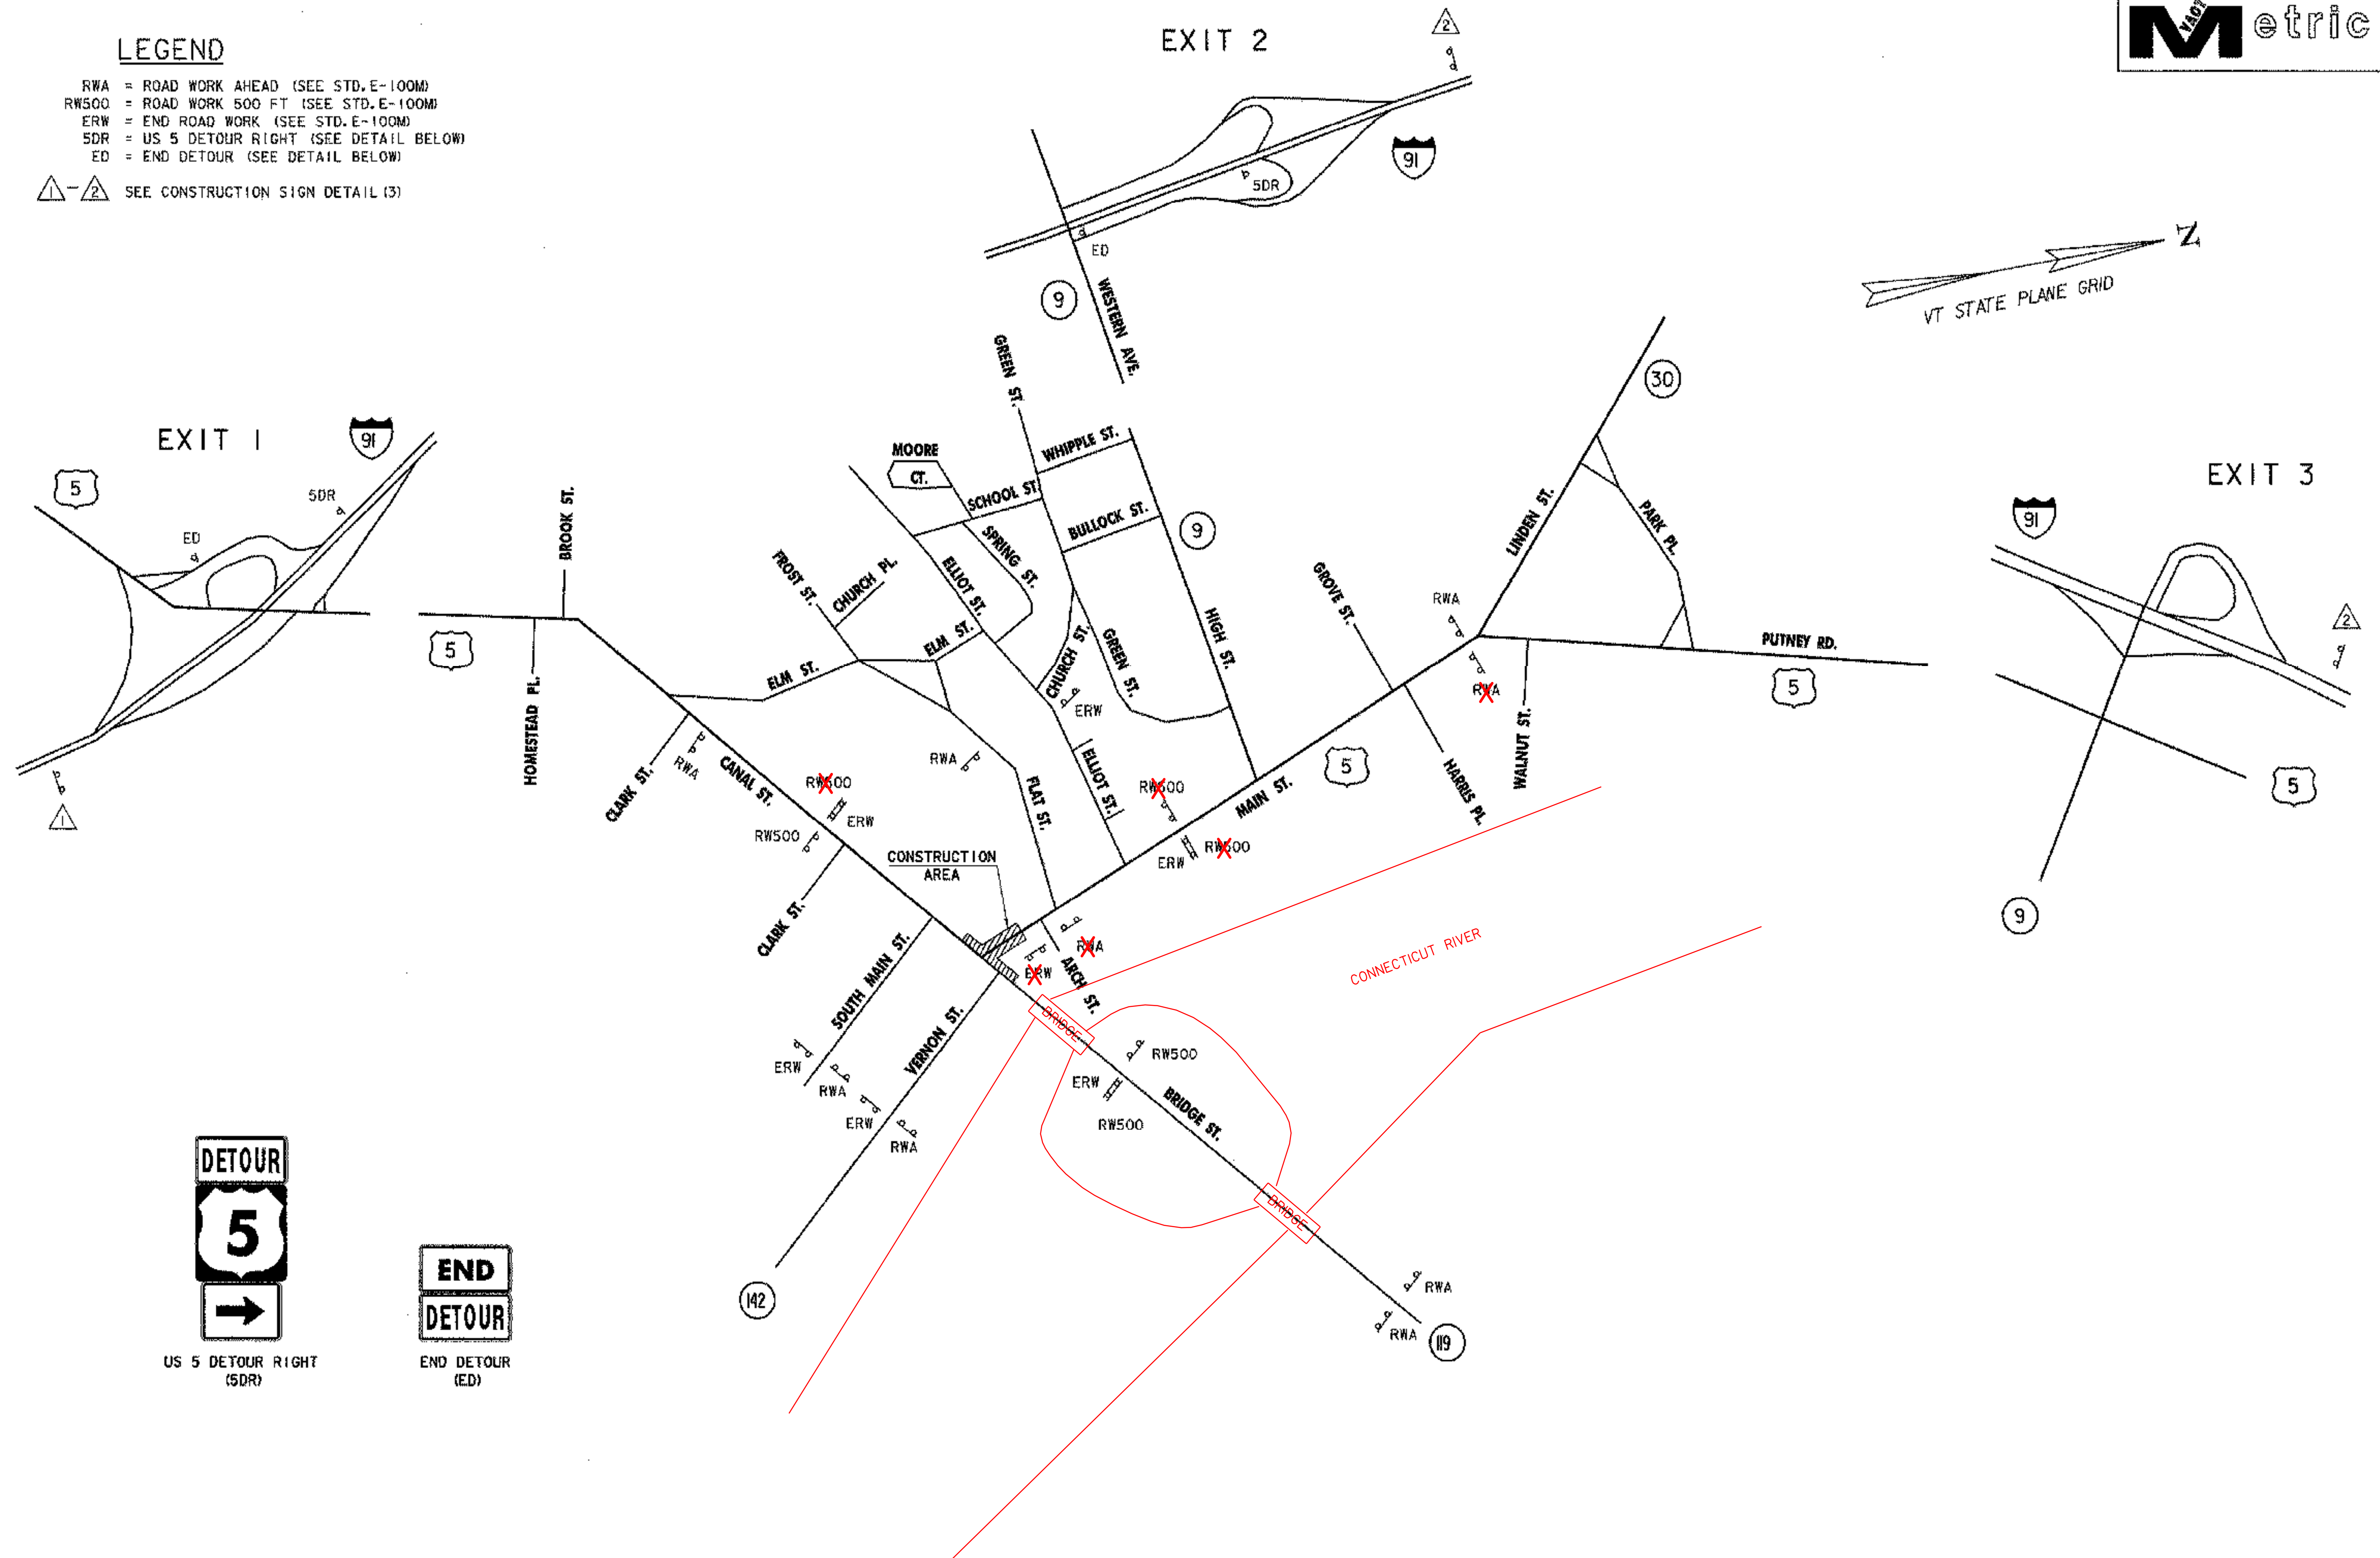 LEGEND
RWA = ROAD WORK AHEAD (SEE STD. E-100M)
RW500 = ROAD WORK 500 FT (SEE STD. E-100M)
ERW = END ROAD WORK (SEE STD. E-100M)
5DR = US 5 DETOUR RIGHT (SEE DETAIL BELOW)
ED = END DETOUR (SEE DETAIL BELOW)
1 - 2 SEE CONSTRUCTION SIGN DETAIL (3)
EXIT 2
2
VAOT
Metric
91
5DR
ED
9
WESTERN AVE.
N
VT STATE PLANE GRID
EXIT 1
91
5
5DR
ED
1
BROOK ST.
5
HOMESTEAD PL.
GREEN ST.
MOORE
CT.
WHIPPLE ST.
SCHOOL ST.
BULLOCK ST.
9
SPRING ST.
FROST ST.
CHURCH PL.
ELLIOT ST.
ELM ST.
ELM ST.
CHURCH ST.
GREEN ST.
HIGH ST.
ERW
RWA
FLAT ST.
ELLIOT ST.
GROVE ST.
LINDEN ST.
30
PARK PL.
RWA
RWA
PUTNEY RD.
5
WALNUT ST.
HARRIS PL.
EXIT 3
91
2
5
9
CLARK ST.
RWA
CANAL ST.
RW500
ERW
RW500
CLARK ST.
CONSTRUCTION
AREA
RW500
MAIN ST.
5
RW500
ERW
RWA
ERW
ARCH ST.
SOUTH MAIN ST.
VERNON ST.
ERW
RWA
ERW
RWA
142
CONNECTICUT RIVER
BRIDGE
RW500
ERW
RW500
BRIDGE ST.
BRIDGE
RWA
RWA
119
DETOUR
5
US 5 DETOUR RIGHT
(5DR)
END
DETOUR
END DETOUR
(ED)